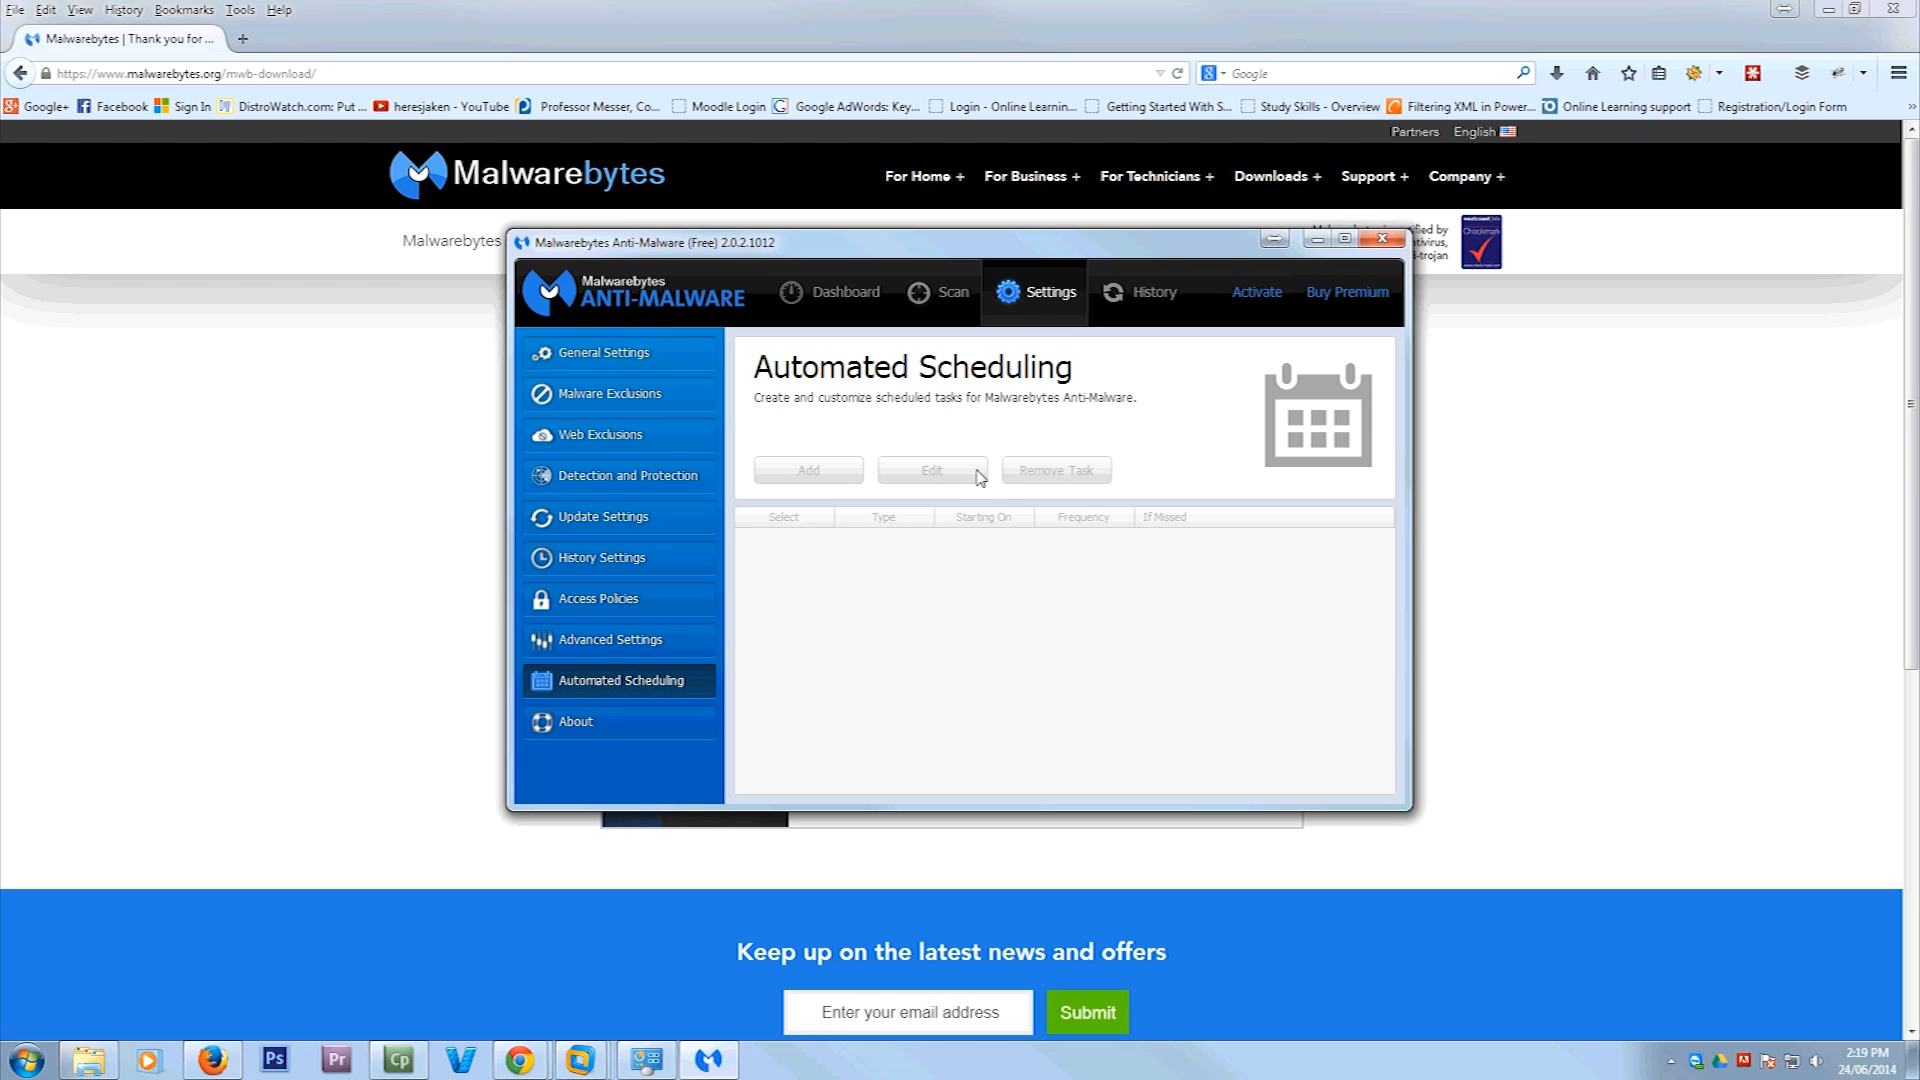 File Edit View History Bookmarks Tools Help
Malwarebytes | Thank you for ...
https://www.malwarebytes.org/mwb-download/
Google
Google+ Facebook Sign In DistroWatch.com: Put ... heresjaken - YouTube Professor Messer, Co... Moodle Login Google AdWords: Key... Login - Online Learnin... Getting Started With S... Study Skills - Overview Filtering XML in Power... Online Learning support Registration/Login Form
Partners English
Malwarebytes
For Home + For Business + For Technicians + Downloads + Support + Company +
Malwarebytes
Malwarebytes Anti-Malware (Free) 2.0.2.1012
Malwarebytes
ANTI-MALWARE
Dashboard Scan Settings History Activate Buy Premium
General Settings
Malware Exclusions
Web Exclusions
Detection and Protection
Update Settings
History Settings
Access Policies
Advanced Settings
Automated Scheduling
About
Automated Scheduling
Create and customize scheduled tasks for Malwarebytes Anti-Malware.
Add Edit Remove Task
Select Type Starting On Frequency If Missed
Keep up on the latest news and offers
Enter your email address Submit
Ps Pr Cp
2:19 PM
24/06/2014